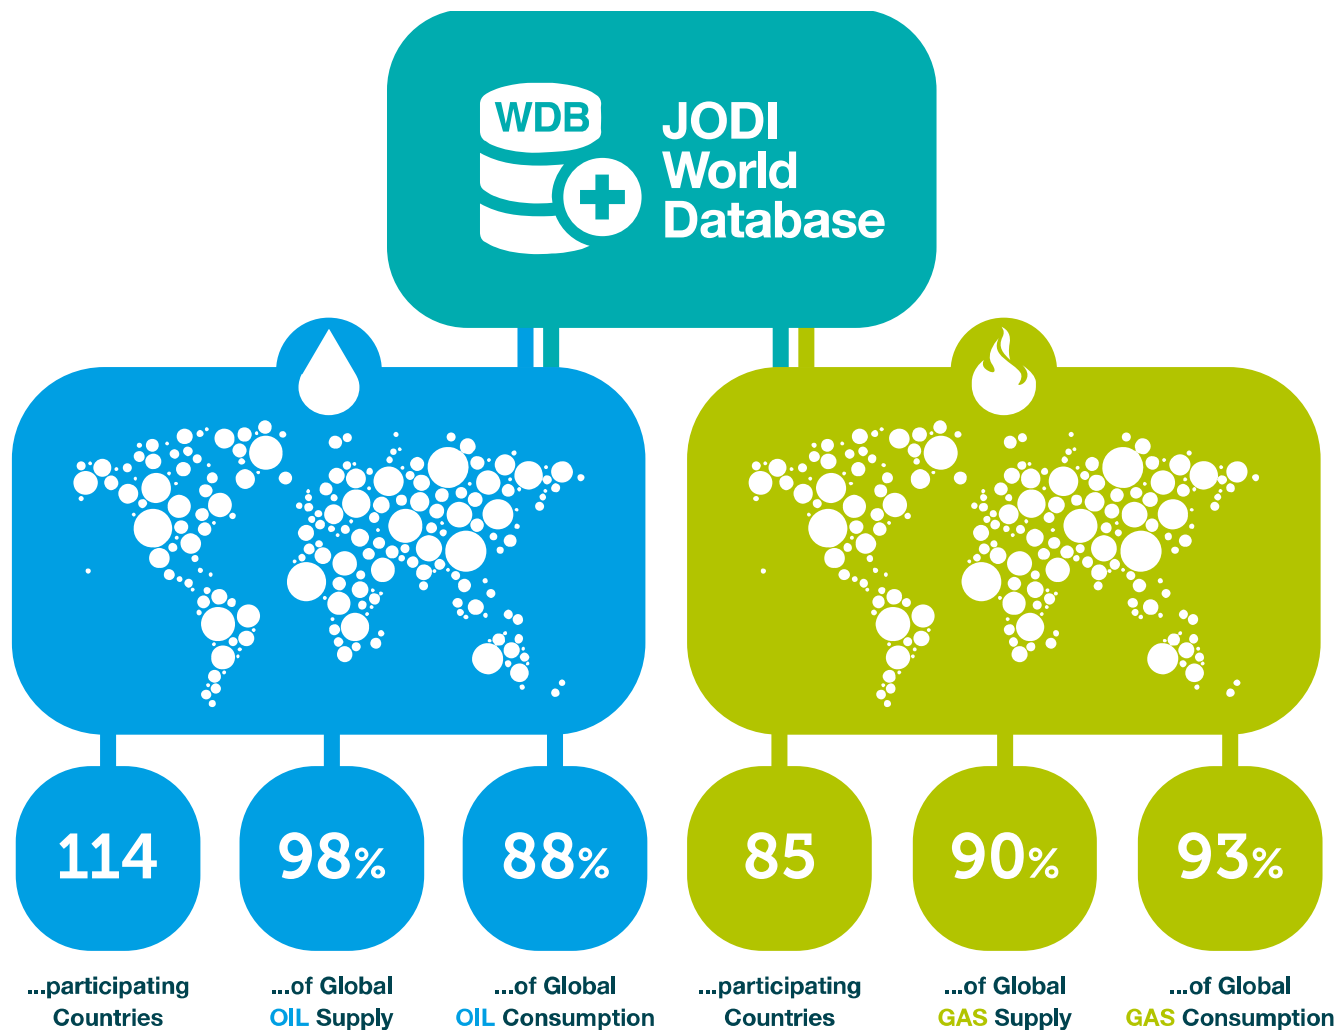 WDB
JODI
World
Database
114
98%
88%
85
90%
93%
...participating
Countries
...of Global
OIL Supply
...of Global
OIL Consumption
...participating
Countries
...of Global
GAS Supply
...of Global
GAS Consumption